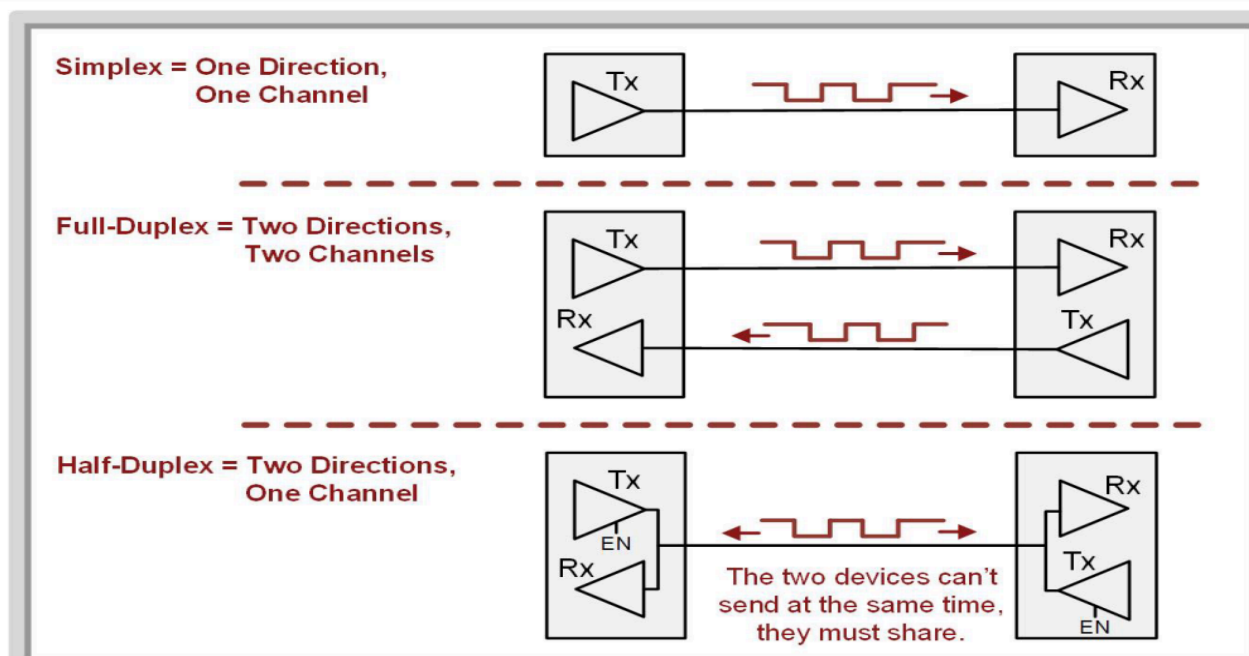 Simplex = One Direction,
One Channel
Tx
Rx
Full-Duplex = Two Directions,
Two Channels
Tx
Rx
Rx
Tx
Half-Duplex = Two Directions,
One Channel
Tx
EN
Rx
Rx
Tx
EN
The two devices can't
send at the same time,
they must share.